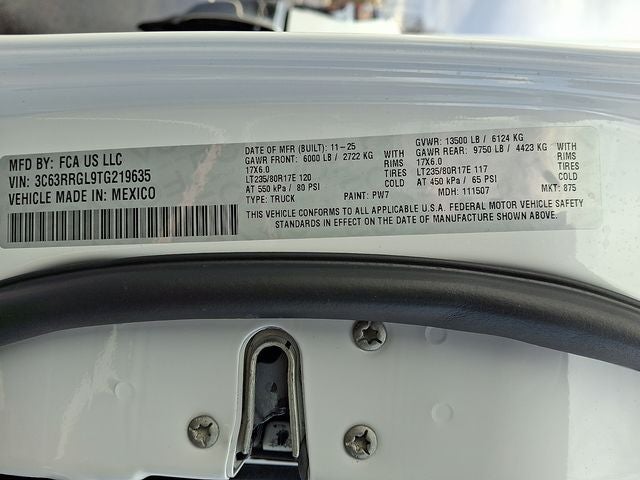 MFD BY: FCA US LLC
VIN: 3C63RRGL9TG219635
VEHICLE MADE IN: MEXICO
DATE OF MFR (BUILT): 11-25
GAWR FRONT: 6000 LB / 2722 KG WITH
17X6.0 RIMS
LT235/80R17E 120 TIRES
AT 550 kPa / 80 PSI COLD
TYPE: TRUCK PAINT: PW7
GVWR: 13500 LB / 6124 KG
GAWR REAR: 9750 LB / 4423 KG WITH
17X6.0 RIMS
LT235/80R17E 117 TIRES
AT 450 kPa / 65 PSI COLD
MDH: 111507 MKT: 875
THIS VEHICLE CONFORMS TO ALL APPLICABLE U.S.A. FEDERAL MOTOR VEHICLE SAFETY
STANDARDS IN EFFECT ON THE DATE OF MANUFACTURE SHOWN ABOVE.